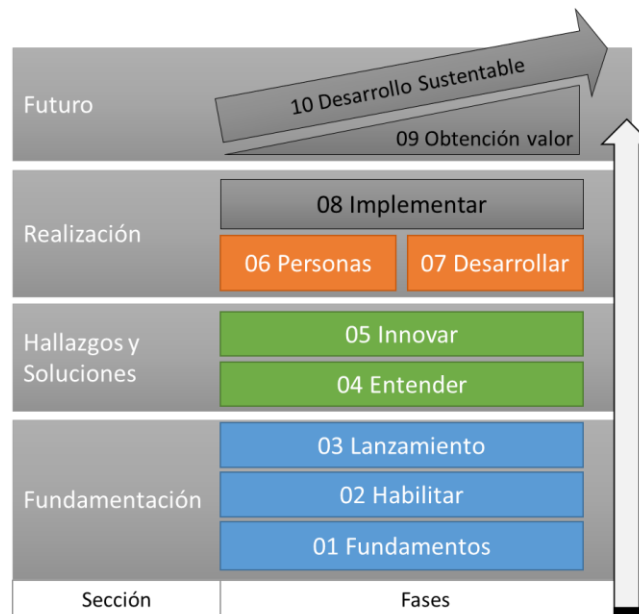 Futuro
10 Desarrollo Sustentable
09 Obtención valor
Realización
08 Implementar
06 Personas
07 Desarrollar
Hallazgos y
Soluciones
05 Innovar
04 Entender
Fundamentación
03 Lanzamiento
02 Habilitar
01 Fundamentos
Sección
Fases